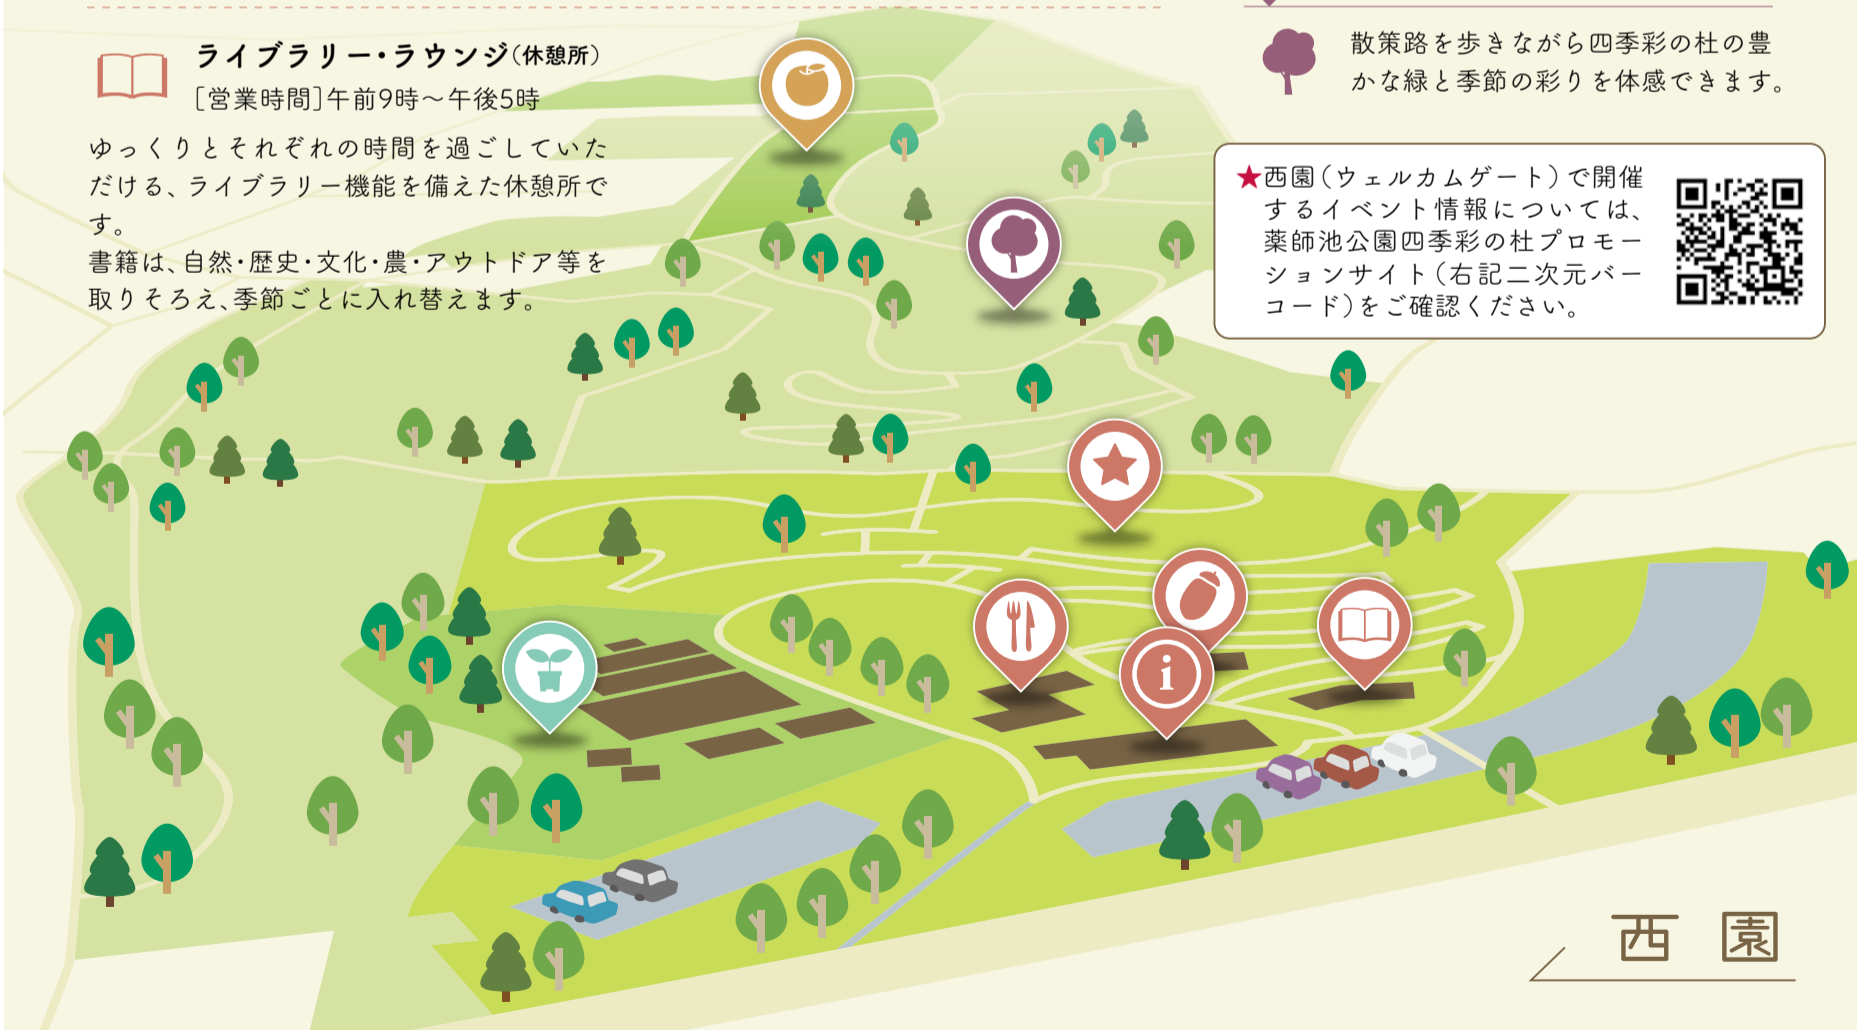 ライブラリー・ラウンジ（休憩所）
［営業時間］午前9時～午後5時
ゆっくりとそれぞれの時間を過ごしていた
だける、ライブラリー機能を備えた休憩所で
す。
書籍は、自然・歴史・文化・農・アウトドア等を
取りそろえ、季節ごとに入れ替えます。
散策路を歩きながら四季彩の杜の豊
かな緑と季節の彩りを体感できます。
★西園（ウェルカムゲート）で開催
するイベント情報については、
薬師池公園四季彩の杜プロモー
ションサイト（右記二次元バー
コード）をご確認ください。
i
西園